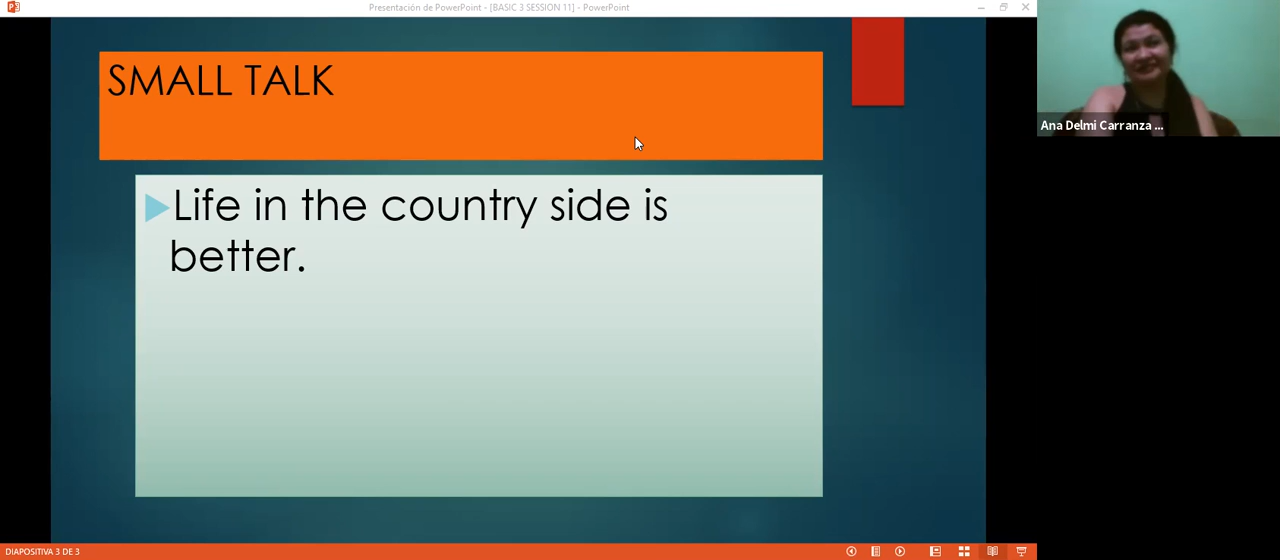 Presentación de PowerPoint - [BASIC 3 SESSION 11] - PowerPoint
SMALL TALK
Life in the country side is
better.
Ana Delmi Carranza ...
DIAPOSITIVA 3 DE 3